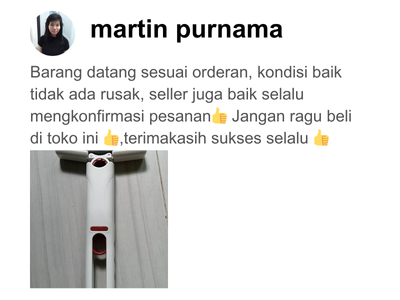 martin purnama
Barang datang sesuai orderan, kondisi baik
tidak ada rusak, seller juga baik selalu
mengkonfirmasi pesanan👍 Jangan ragu beli
di toko ini 👍,terimakasih sukses selalu 👍